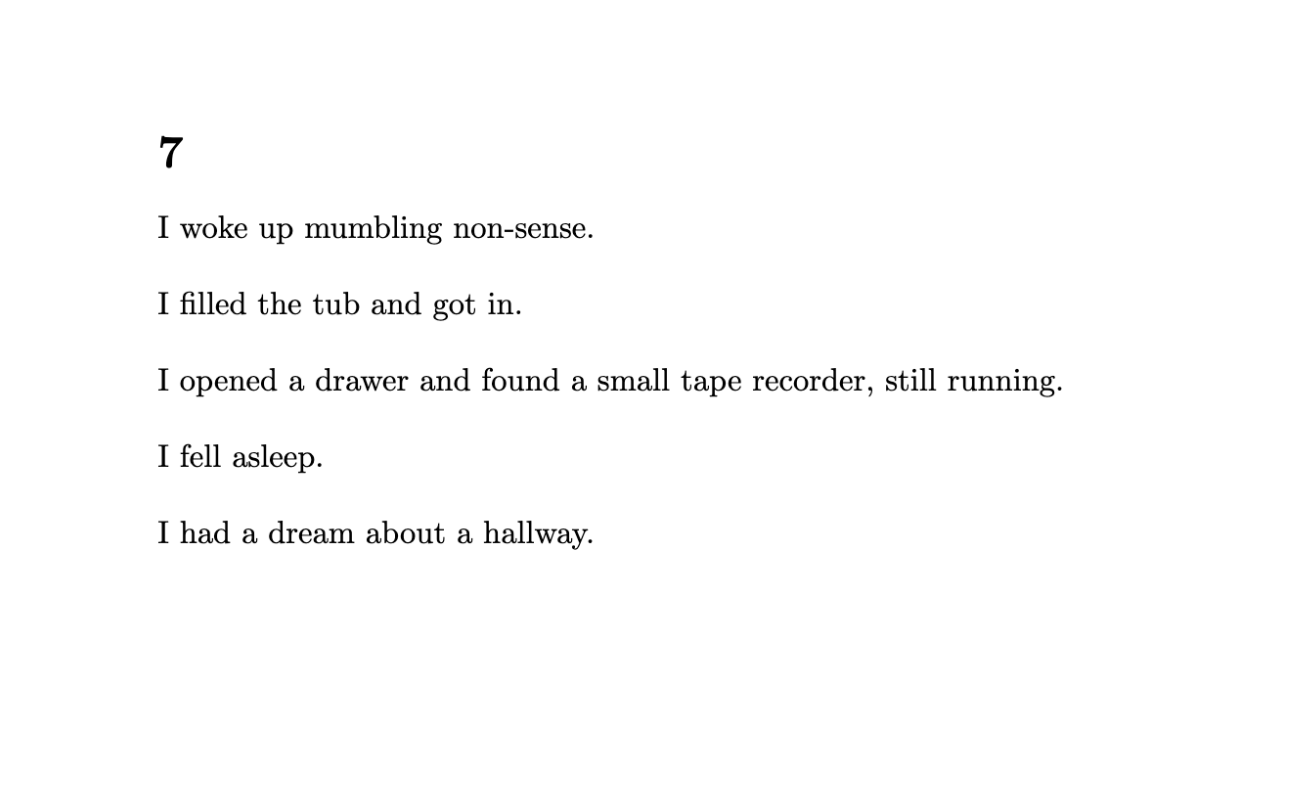 7
I woke up mumbling non-sense.
I filled the tub and got in.
I opened a drawer and found a small tape recorder, still running.
I fell asleep.
I had a dream about a hallway.